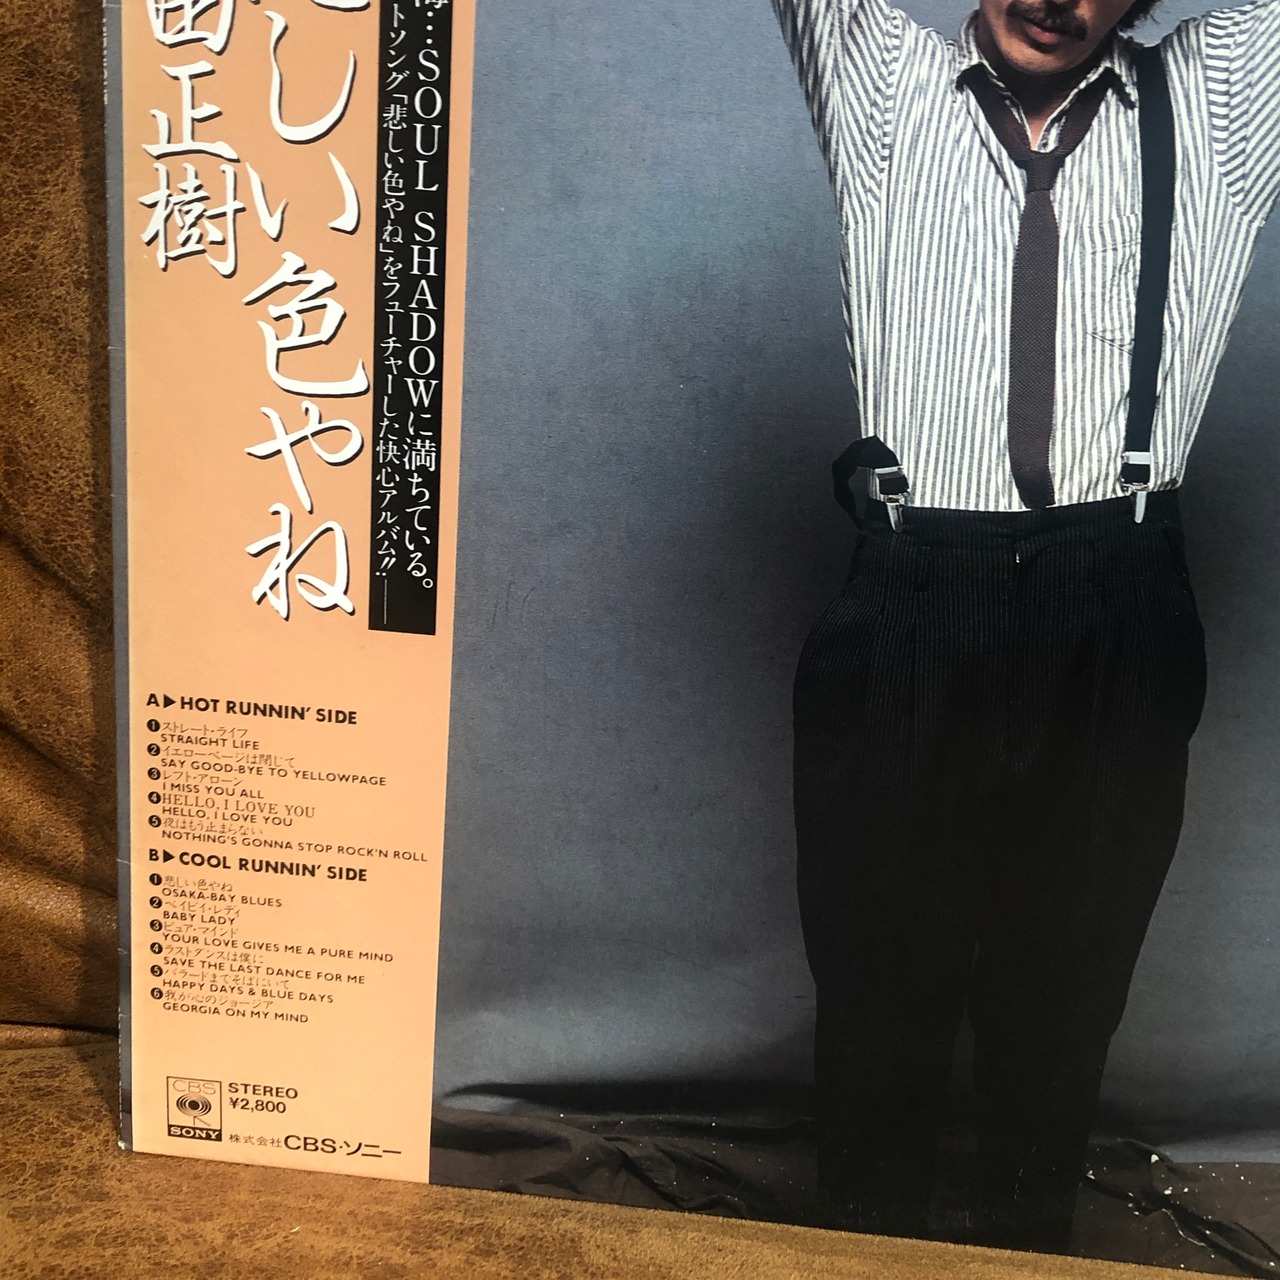 …SOUL SHADOWに満ちている。
トソング「悲しい色やね」をフューチャーした快心アルバム!!
しい色やね
田正樹
A▶HOT RUNNIN' SIDE
❶ストレート・ライフ
STRAIGHT LIFE
❷イエローページは閉じて
SAY GOOD-BYE TO YELLOWPAGE
❸レフト・アローン
I MISS YOU ALL
❹HELLO, I LOVE YOU
HELLO, I LOVE YOU
❺夜はもう止まらない
NOTHING'S GONNA STOP ROCK'N ROLL
B▶COOL RUNNIN' SIDE
❶悲しい色やね
OSAKA-BAY BLUES
❷ベイビイ・レディ
BABY LADY
❸ピュア・マインド
YOUR LOVE GIVES ME A PURE MIND
❹ラストダンスは僕に
SAVE THE LAST DANCE FOR ME
❺バラードまでそばにいて
HAPPY DAYS & BLUE DAYS
❻我が心のジョージア
GEORGIA ON MY MIND
CBS
SONY
STEREO
¥2,800
株式会社CBS・ソニー